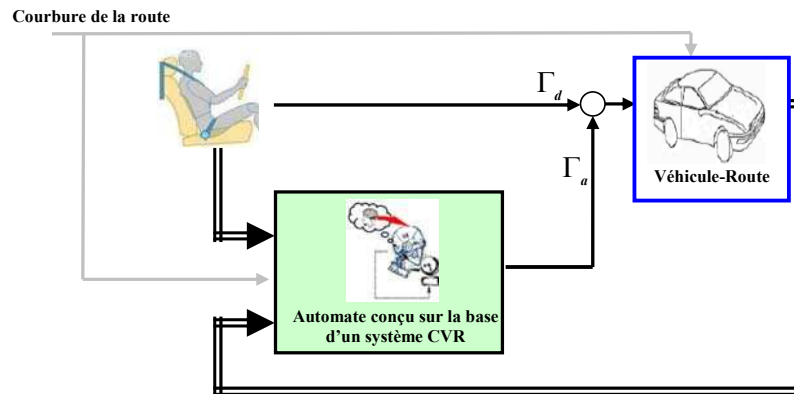 Courbure de la route
Γd
Γa
Véhicule-Route
Automate conçu sur la base
d'un système CVR